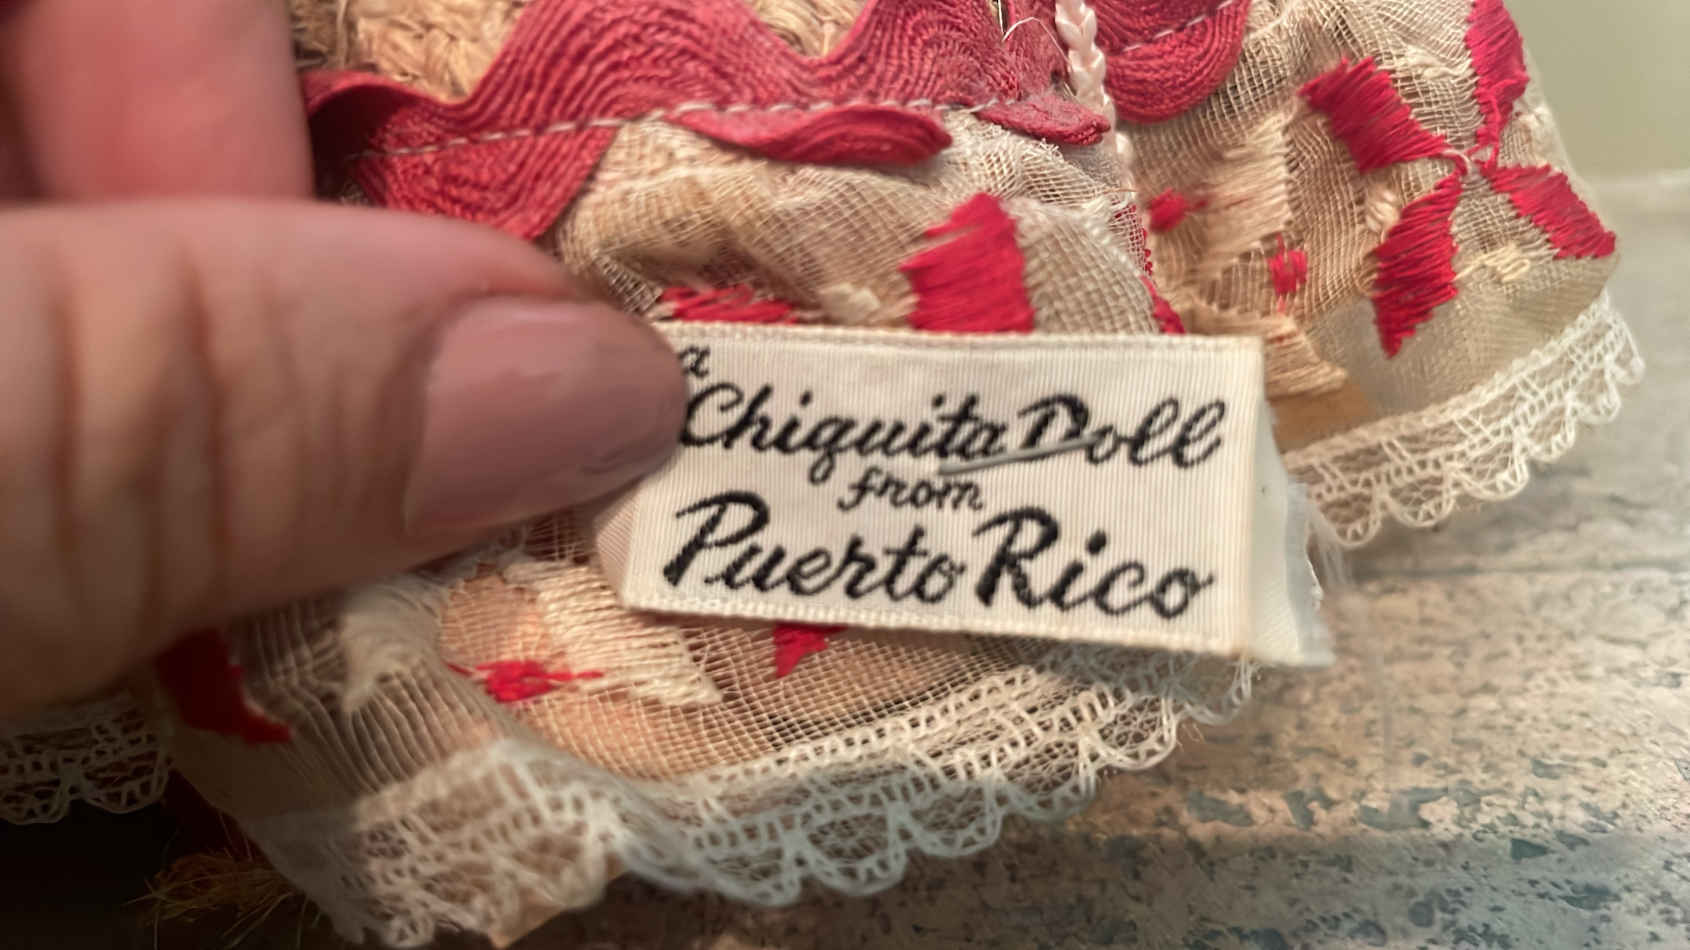 a
Chiquita Doll
from
Puerto Rico